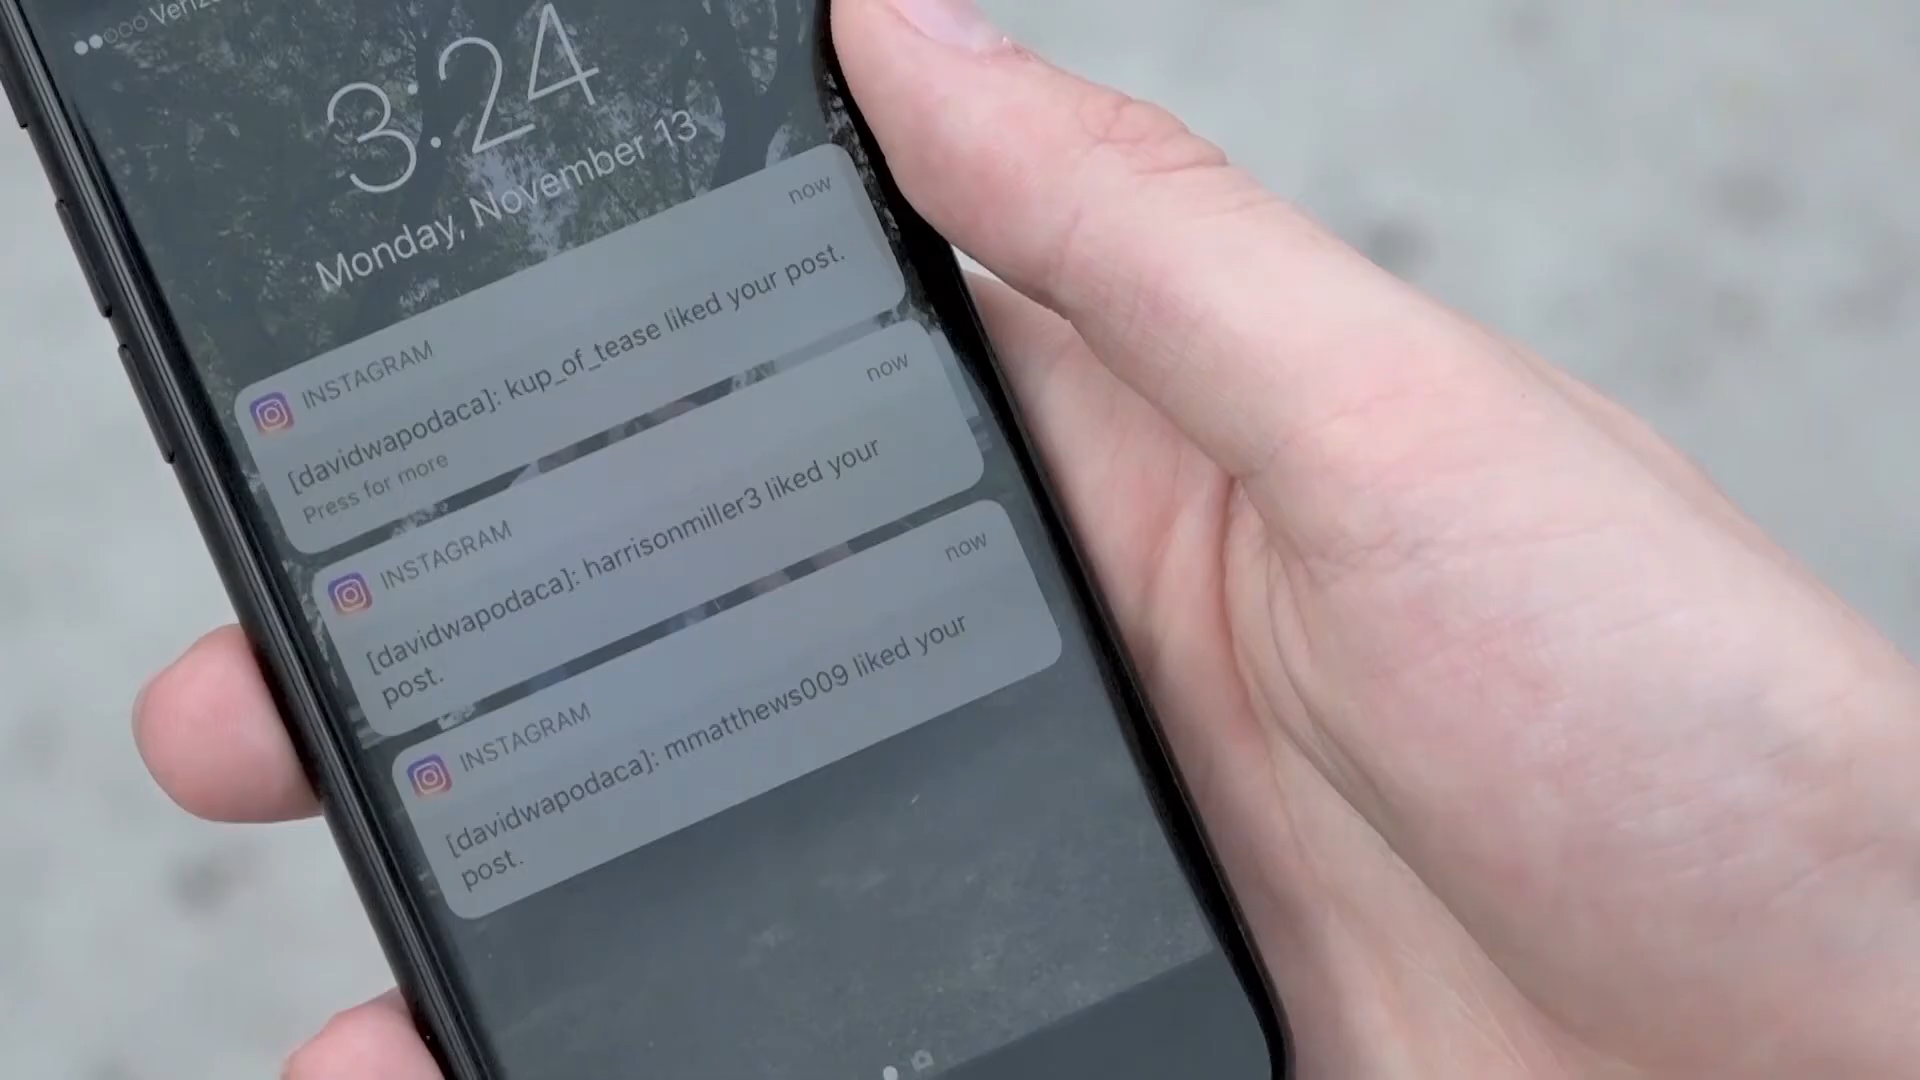 3:24
Monday, November 13
INSTAGRAM now
[davidwapodaca]: kup_of_tease liked your post.
Press for more
INSTAGRAM now
[davidwapodaca]: harrisonmiller3 liked your
post.
INSTAGRAM now
[davidwapodaca]: mmatthews009 liked your
post.